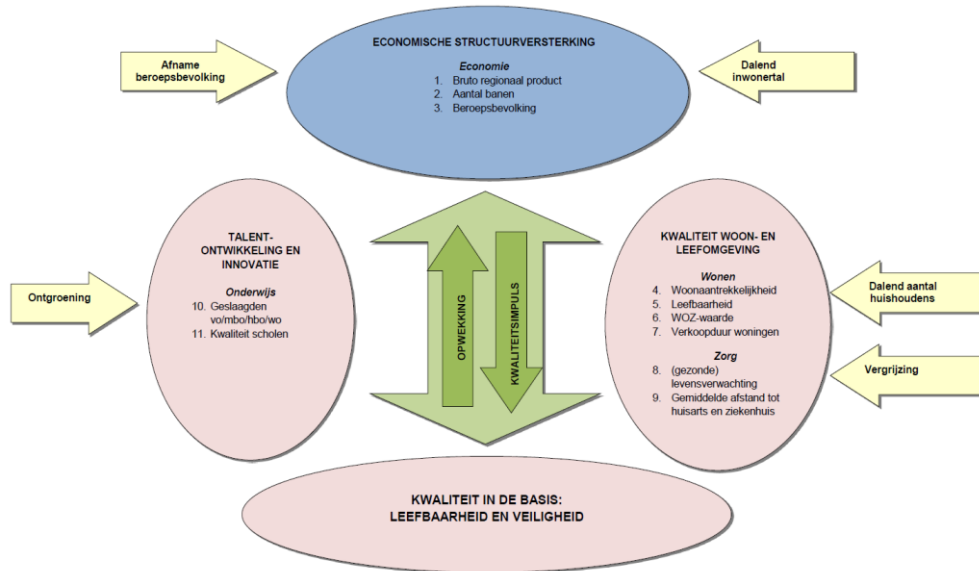 ECONOMISCHE STRUCTUURVERSTERKING
Economie
1. Bruto regionaal product
2. Aantal banen
3. Beroepsbevolking
Afname
beroepsbevolking
Dalend
inwonertal
TALENT-
ONTWIKKELING EN
INNOVATIE
Onderwijs
10. Geslaagden
vo/mbo/hbo/wo
11. Kwaliteit scholen
Ontgroening
OPWEKKING
KWALITEITSIMPULS
KWALITEIT WOON- EN
LEEFOMGEVING
Wonen
4. Woonaantrekkelijkheid
5. Leefbaarheid
6. WOZ-waarde
7. Verkoopduur woningen
Zorg
8. (gezonde)
levensverwachting
9. Gemiddelde afstand tot
huisarts en ziekenhuis
Dalend aantal
huishoudens
Vergrijzing
KWALITEIT IN DE BASIS:
LEEFBAARHEID EN VEILIGHEID